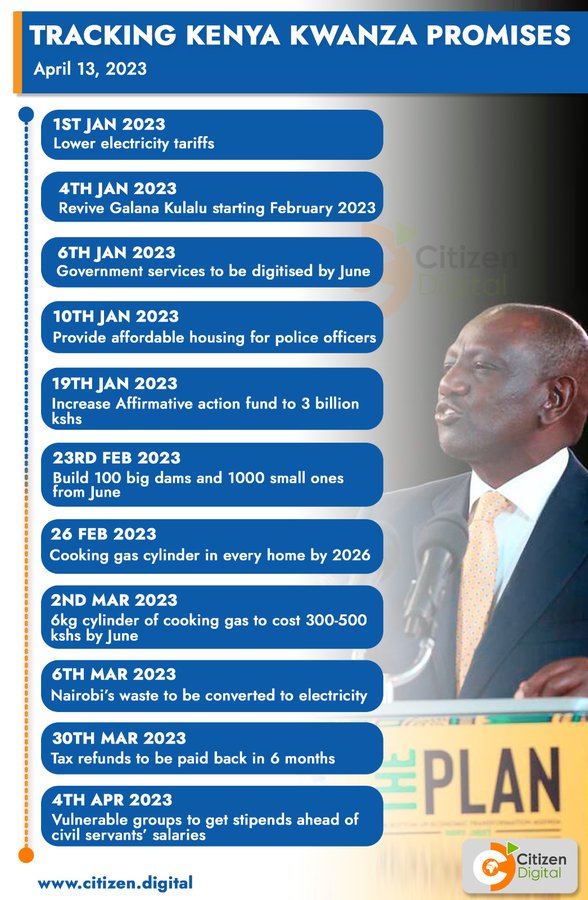 TRACKING KENYA KWANZA PROMISES
April 13, 2023
1ST JAN 2023
Lower electricity tariffs
4TH JAN 2023
Revive Galana Kulalu starting February 2023
6TH JAN 2023
Government services to be digitised by June
10TH JAN 2023
Provide affordable housing for police officers
19TH JAN 2023
Increase Affirmative action fund to 3 billion
kshs
23RD FEB 2023
Build 100 big dams and 1000 small ones
from June
26 FEB 2023
Cooking gas cylinder in every home by 2026
2ND MAR 2023
6kg cylinder of cooking gas to cost 300-500
kshs by June
6TH MAR 2023
Nairobi's waste to be converted to electricity
30TH MAR 2023
Tax refunds to be paid back in 6 months
4TH APR 2023
Vulnerable groups to get stipends ahead of
civil servants' salaries
Citizen
Digital
THE PLAN
Citizen
Digital
www.citizen.digital